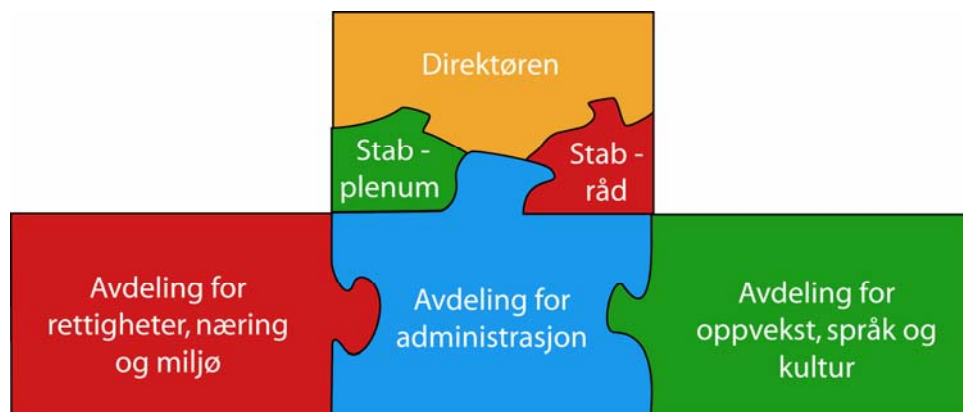 Direktøren
Stab -
plenum
Stab -
råd
Avdeling for
rettigheter, næring
og miljø
Avdeling for
administrasjon
Avdeling for
oppvekst, språk og
kultur